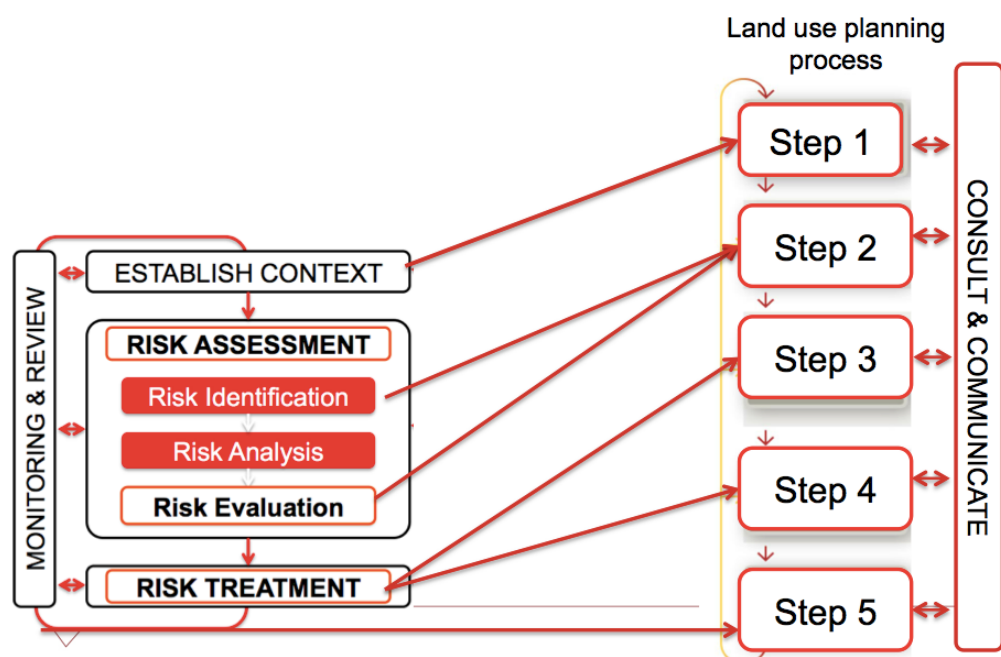 Land use planning
process
Step 1
Step 2
Step 3
Step 4
Step 5
CONSULT & COMMUNICATE
MONITORING & REVIEW
ESTABLISH CONTEXT
RISK ASSESSMENT
Risk Identification
Risk Analysis
Risk Evaluation
RISK TREATMENT